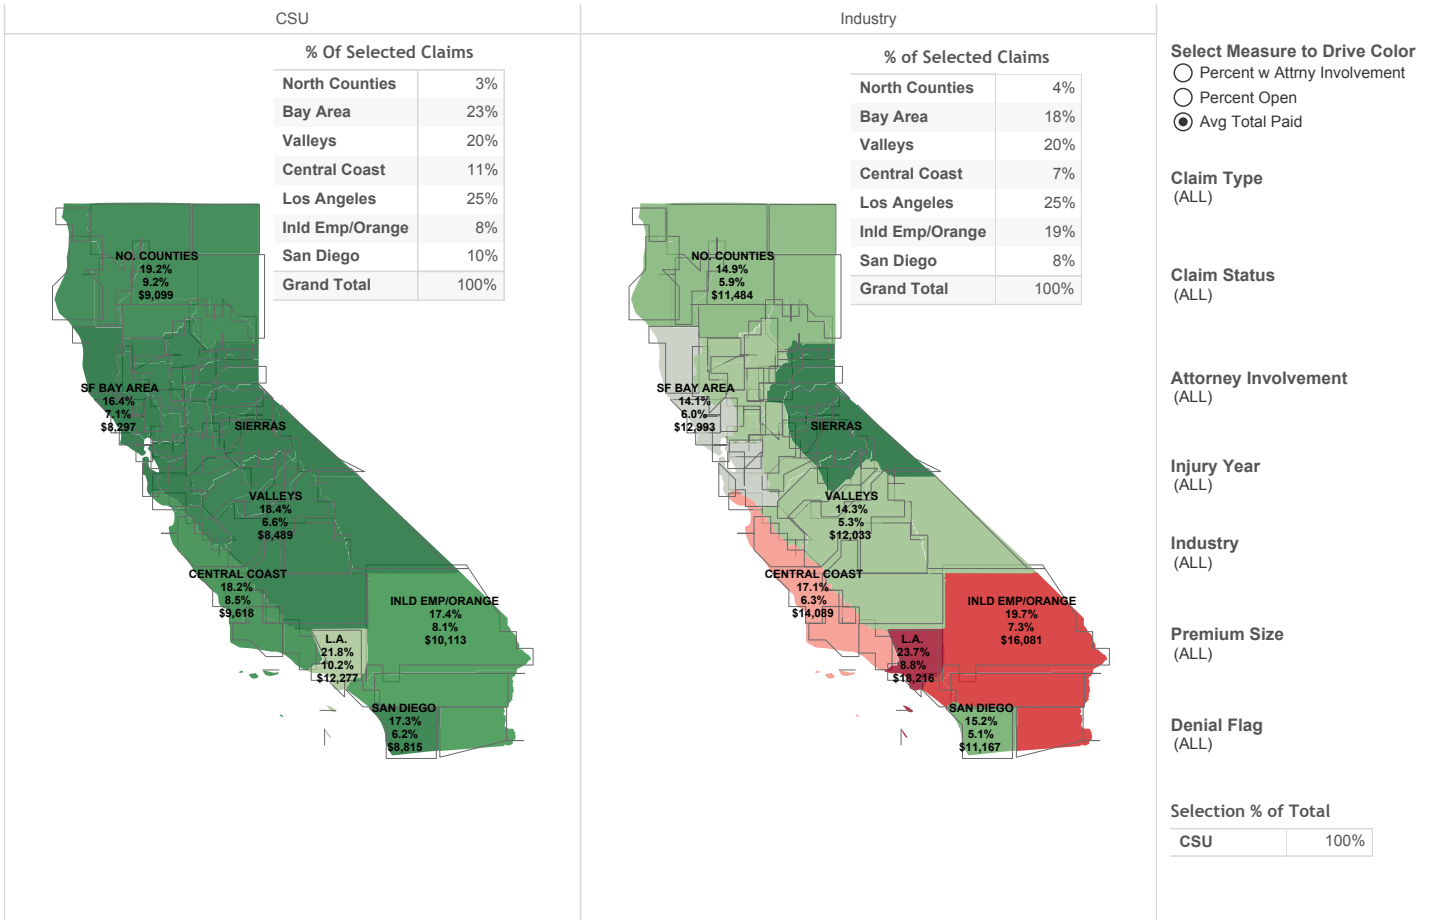 CSU
% Of Selected Claims
North Counties 3%
Bay Area 23%
Valleys 20%
Central Coast 11%
Los Angeles 25%
Inld Emp/Orange 8%
San Diego 10%
Grand Total 100%
NO. COUNTIES
19.2%
9.2%
$9,099
SF BAY AREA
16.4%
7.1%
$8,297
SIERRAS
VALLEYS
18.4%
6.6%
$8,489
CENTRAL COAST
18.2%
8.5%
$9,618
INLD EMP/ORANGE
17.4%
8.1%
$10,113
L.A.
21.8%
10.2%
$12,277
SAN DIEGO
17.3%
6.2%
$8,815
Industry
% of Selected Claims
North Counties 4%
Bay Area 18%
Valleys 20%
Central Coast 7%
Los Angeles 25%
Inld Emp/Orange 19%
San Diego 8%
Grand Total 100%
NO. COUNTIES
14.9%
5.9%
$11,484
SF BAY AREA
14.1%
6.0%
$12,993
SIERRAS
VALLEYS
14.3%
5.3%
$12,033
CENTRAL COAST
17.1%
6.3%
$14,089
INLD EMP/ORANGE
19.7%
7.3%
$16,081
L.A.
23.7%
8.8%
$18,216
SAN DIEGO
15.2%
5.1%
$11,167
Select Measure to Drive Color
Percent w Attrny Involvement
Percent Open
Avg Total Paid
Claim Type
(ALL)
Claim Status
(ALL)
Attorney Involvement
(ALL)
Injury Year
(ALL)
Industry
(ALL)
Premium Size
(ALL)
Denial Flag
(ALL)
Selection % of Total
CSU 100%